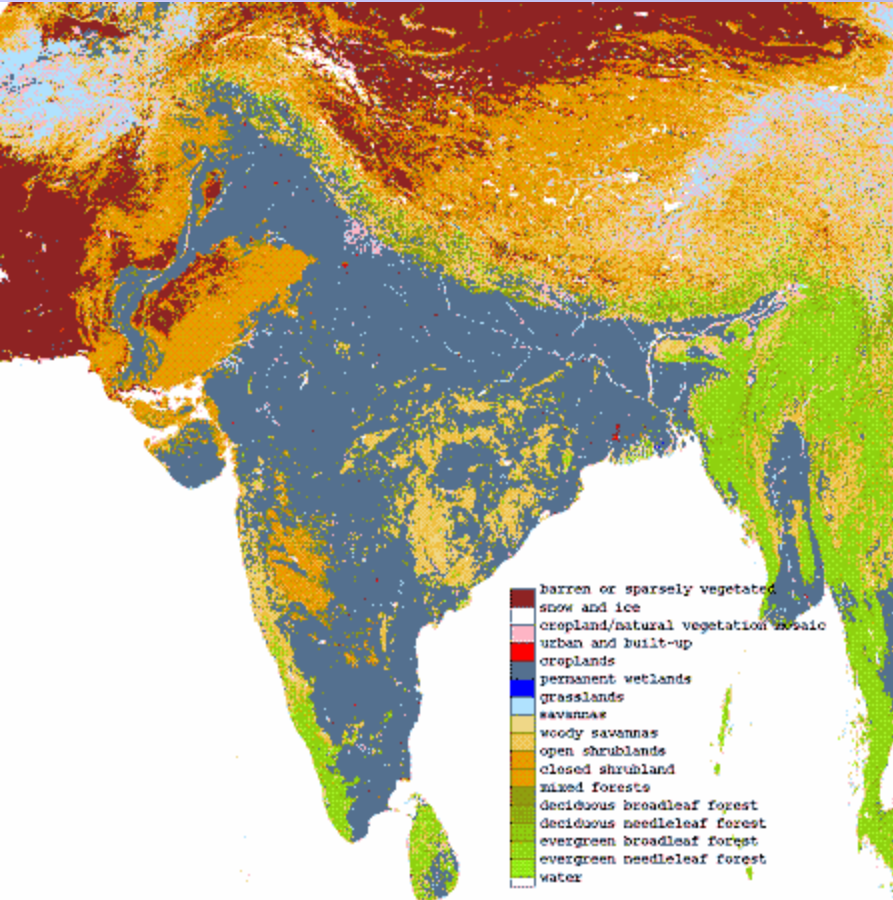 barren or sparsely vegetated
snow and ice
cropland/natural vegetation mosaic
urban and built-up
croplands
permanent wetlands
grasslands
savannas
woody savannas
open shrublands
closed shrubland
mixed forests
deciduous broadleaf forest
deciduous needleleaf forest
evergreen broadleaf forest
evergreen needleleaf forest
water